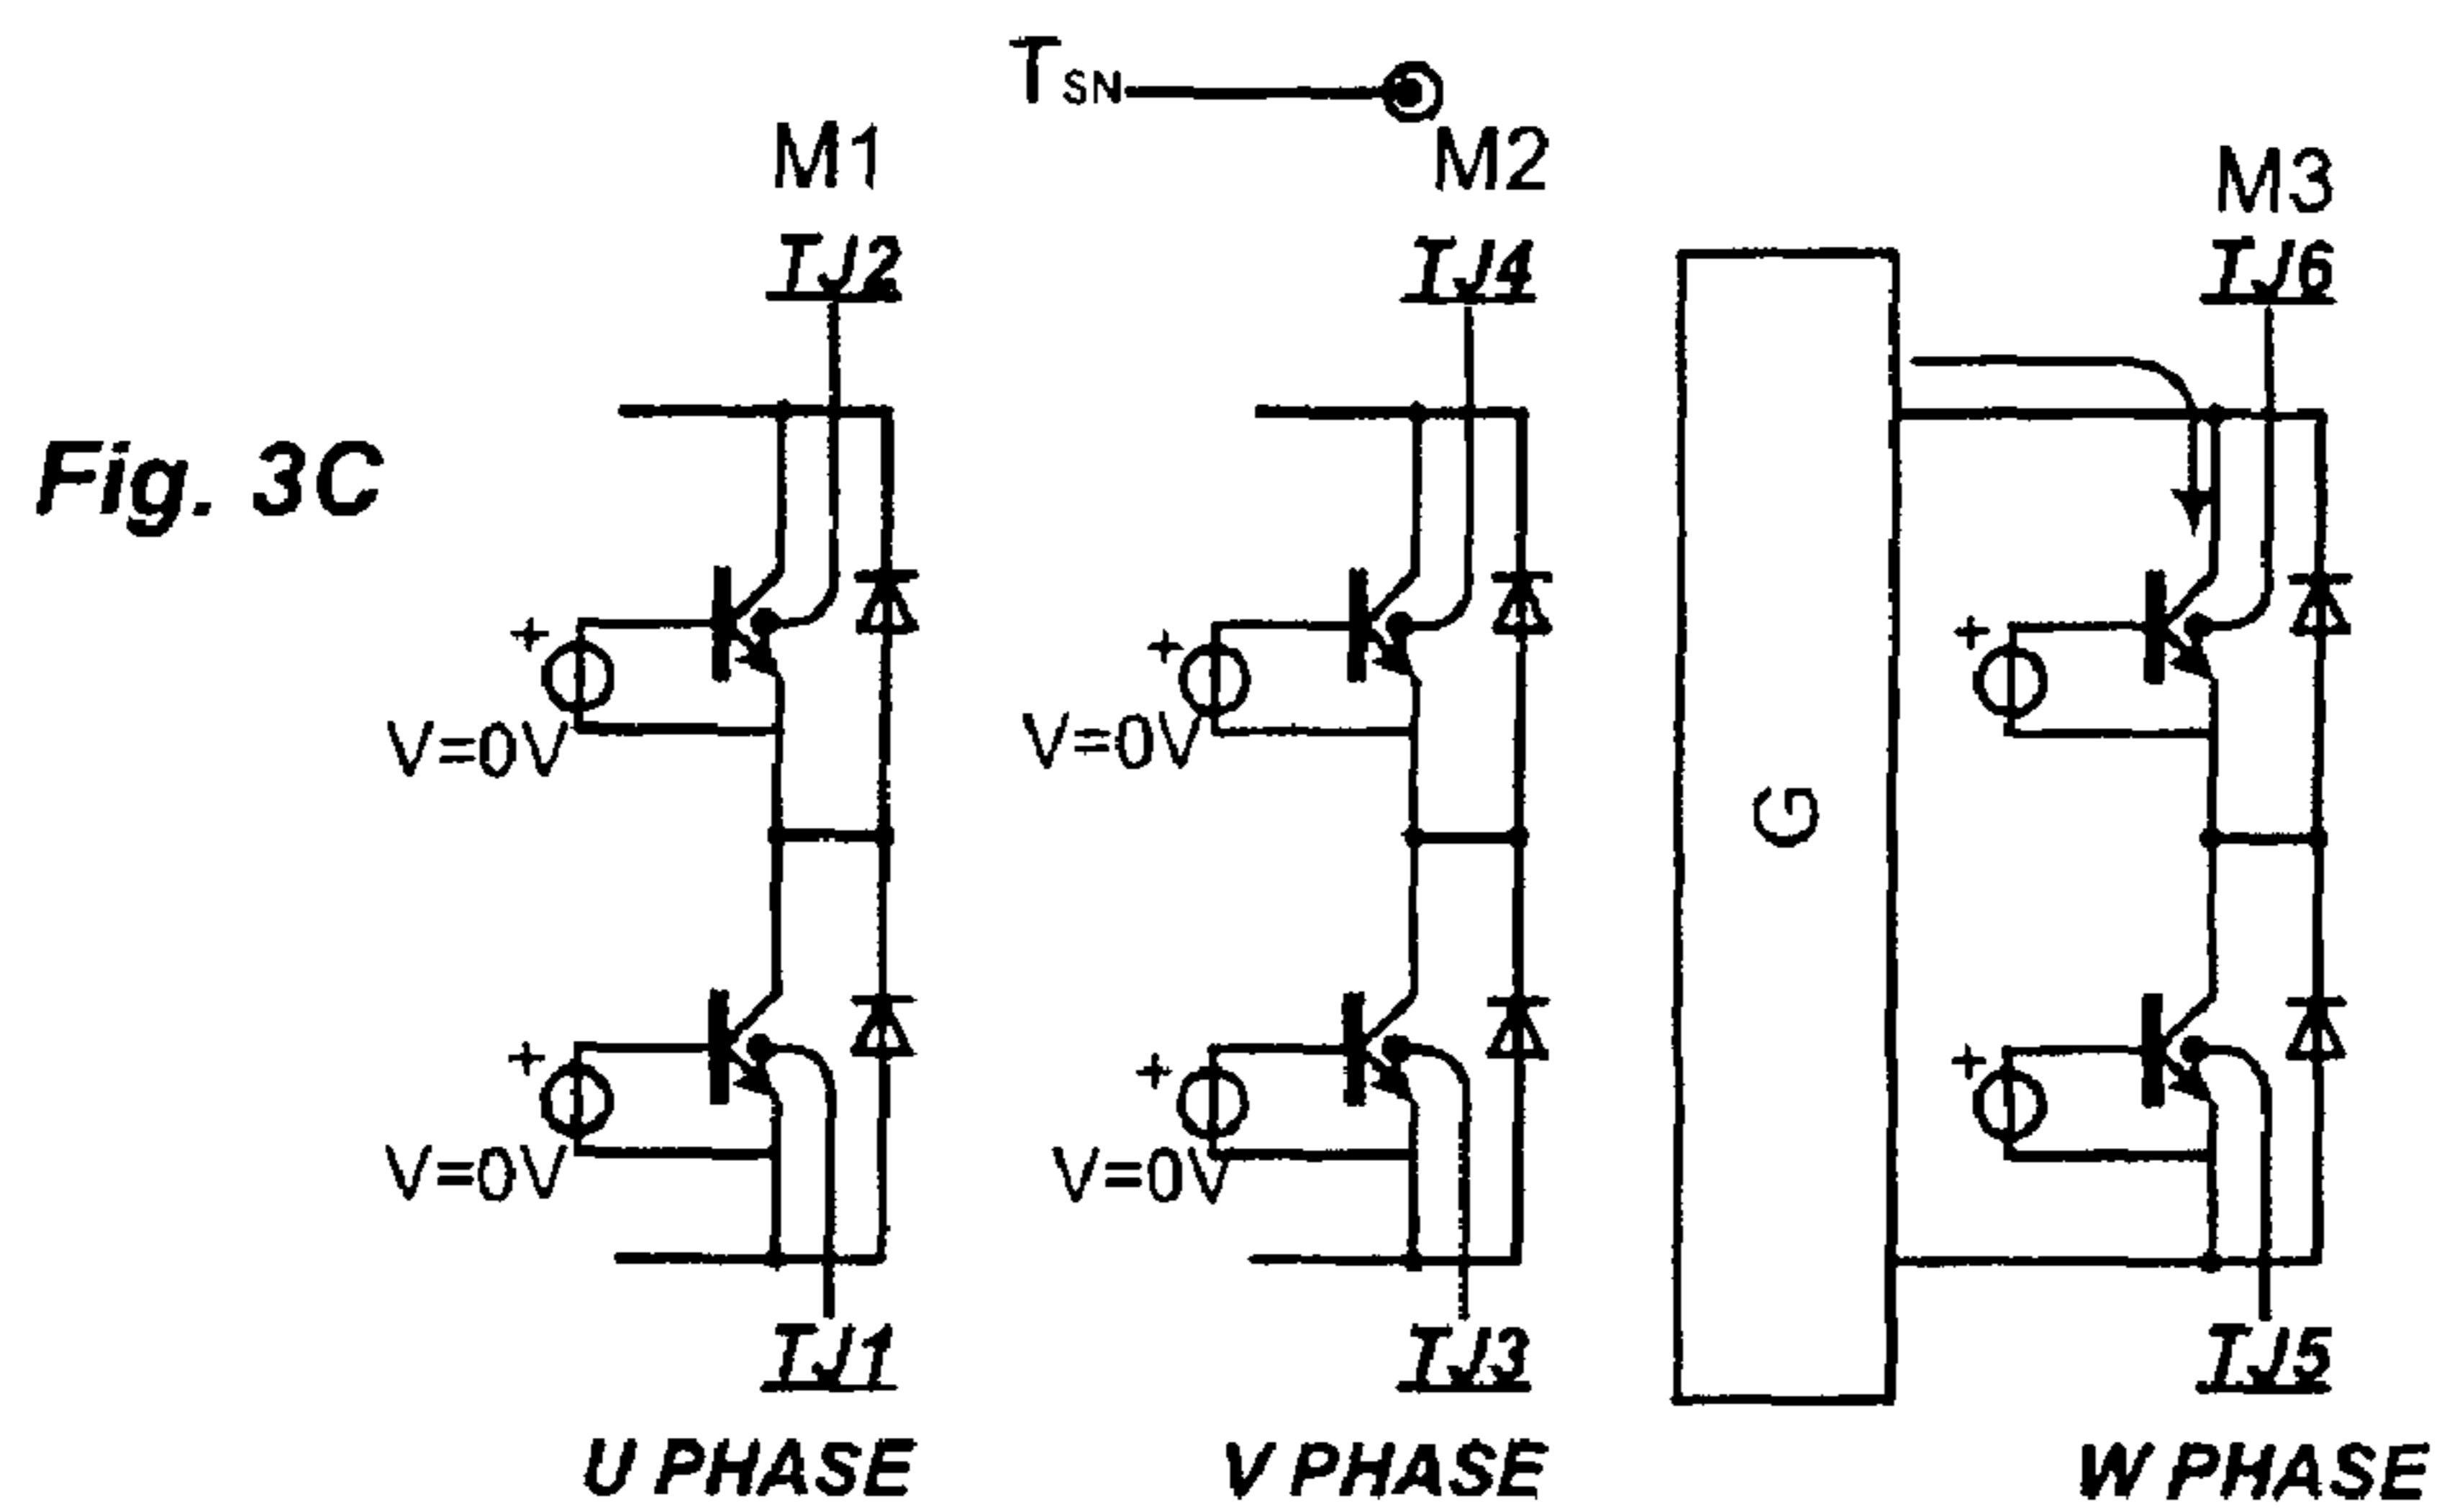 TSN
M1
M2
M3
TJ2
TJ4
TJ6
Fig. 3C
+
+
+
V=0V
V=0V
G
+
+
+
V=0V
V=0V
TJ1
TJ3
TJ5
U PHASE
V PHASE
W PHASE